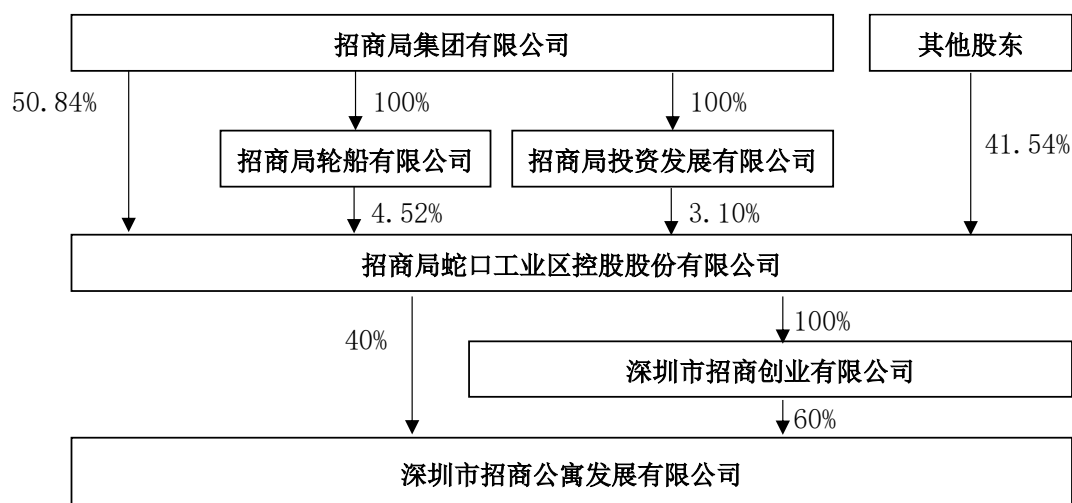 招商局集团有限公司
其他股东
50.84%
100%
100%
招商局轮船有限公司
招商局投资发展有限公司
41.54%
4.52%
3.10%
招商局蛇口工业区控股股份有限公司
40%
100%
深圳市招商创业有限公司
60%
深圳市招商公寓发展有限公司